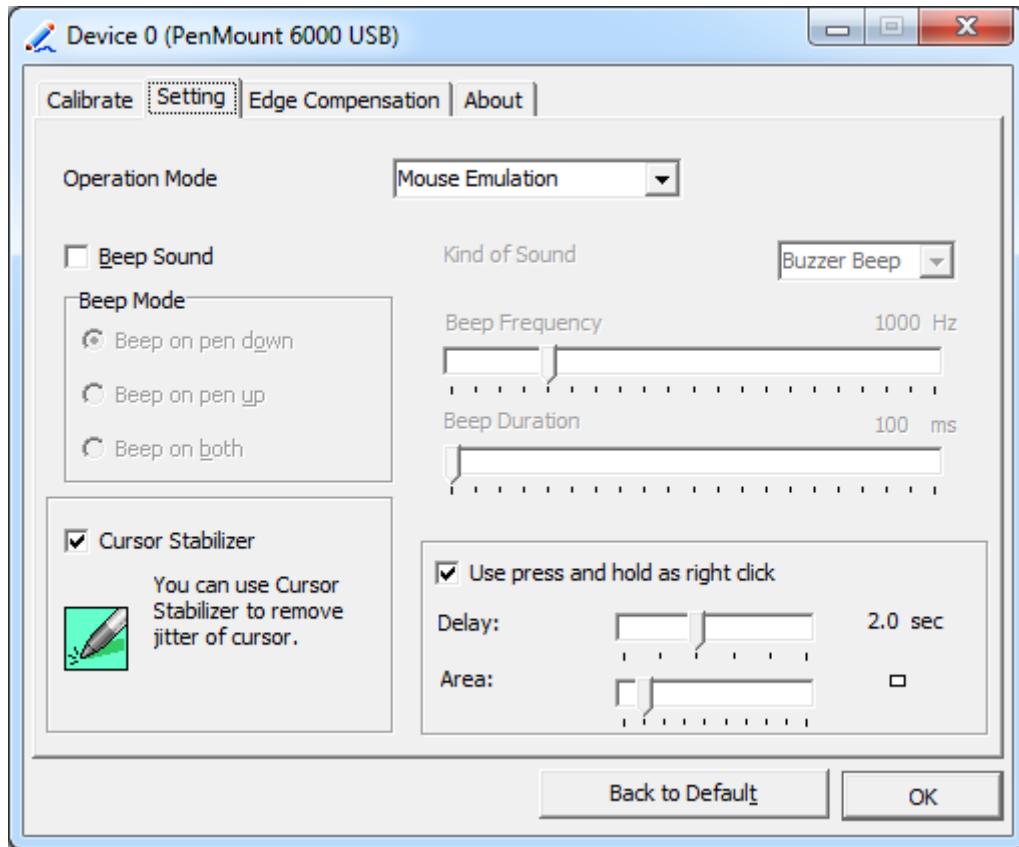 Device 0 (PenMount 6000 USB)
Calibrate Setting Edge Compensation About
Operation Mode Mouse Emulation
Beep Sound Kind of Sound Buzzer Beep
Beep Mode
Beep on pen down
Beep on pen up
Beep on both
Beep Frequency 1000 Hz
Beep Duration 100 ms
Cursor Stabilizer
You can use Cursor
Stabilizer to remove
jitter of cursor.
Use press and hold as right click
Delay: 2.0 sec
Area:
Back to Default OK